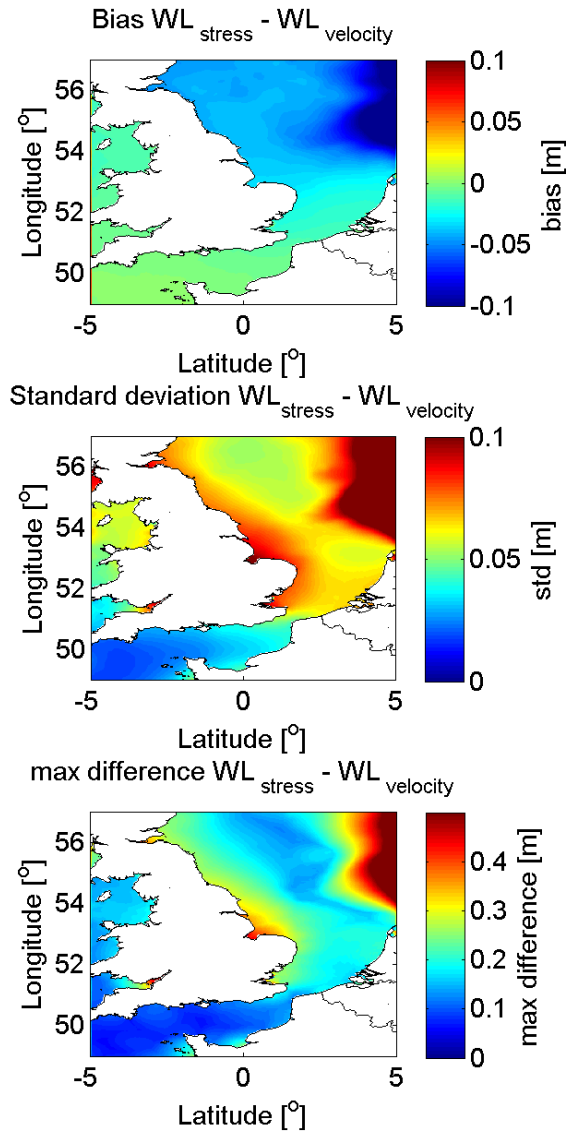 Bias WL stress - WL velocity
56
54
52
50
Longitude [o]
-5
0
5
Latitude [o]
0.1
0.05
0
-0.05
-0.1
bias [m]
Standard deviation WL stress - WL velocity
56
54
52
50
Longitude [o]
-5
0
5
Latitude [o]
0.1
0.05
0
std [m]
max difference WL stress - WL velocity
56
54
52
50
Longitude [o]
-5
0
5
Latitude [o]
0.4
0.3
0.2
0.1
0
max difference [m]